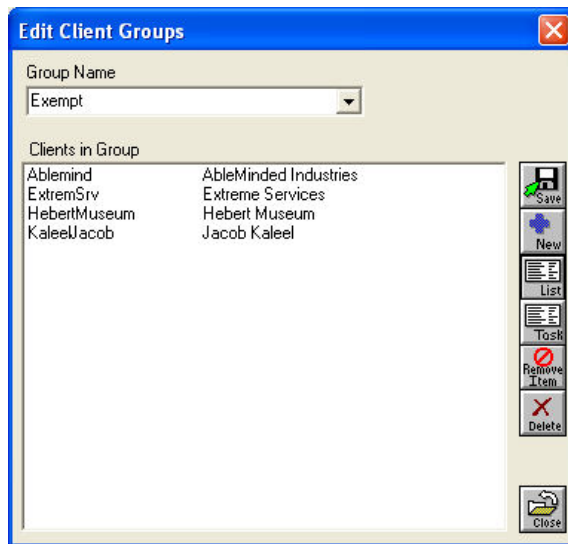 Edit Client Groups
Group Name
Exempt
Clients in Group
Ablemind AbleMinded Industries
ExtremSrv Extreme Services
HebertMuseum Hebert Museum
KaleelJacob Jacob Kaleel
Save
New
List
Task
Remove
Item
Delete
Close